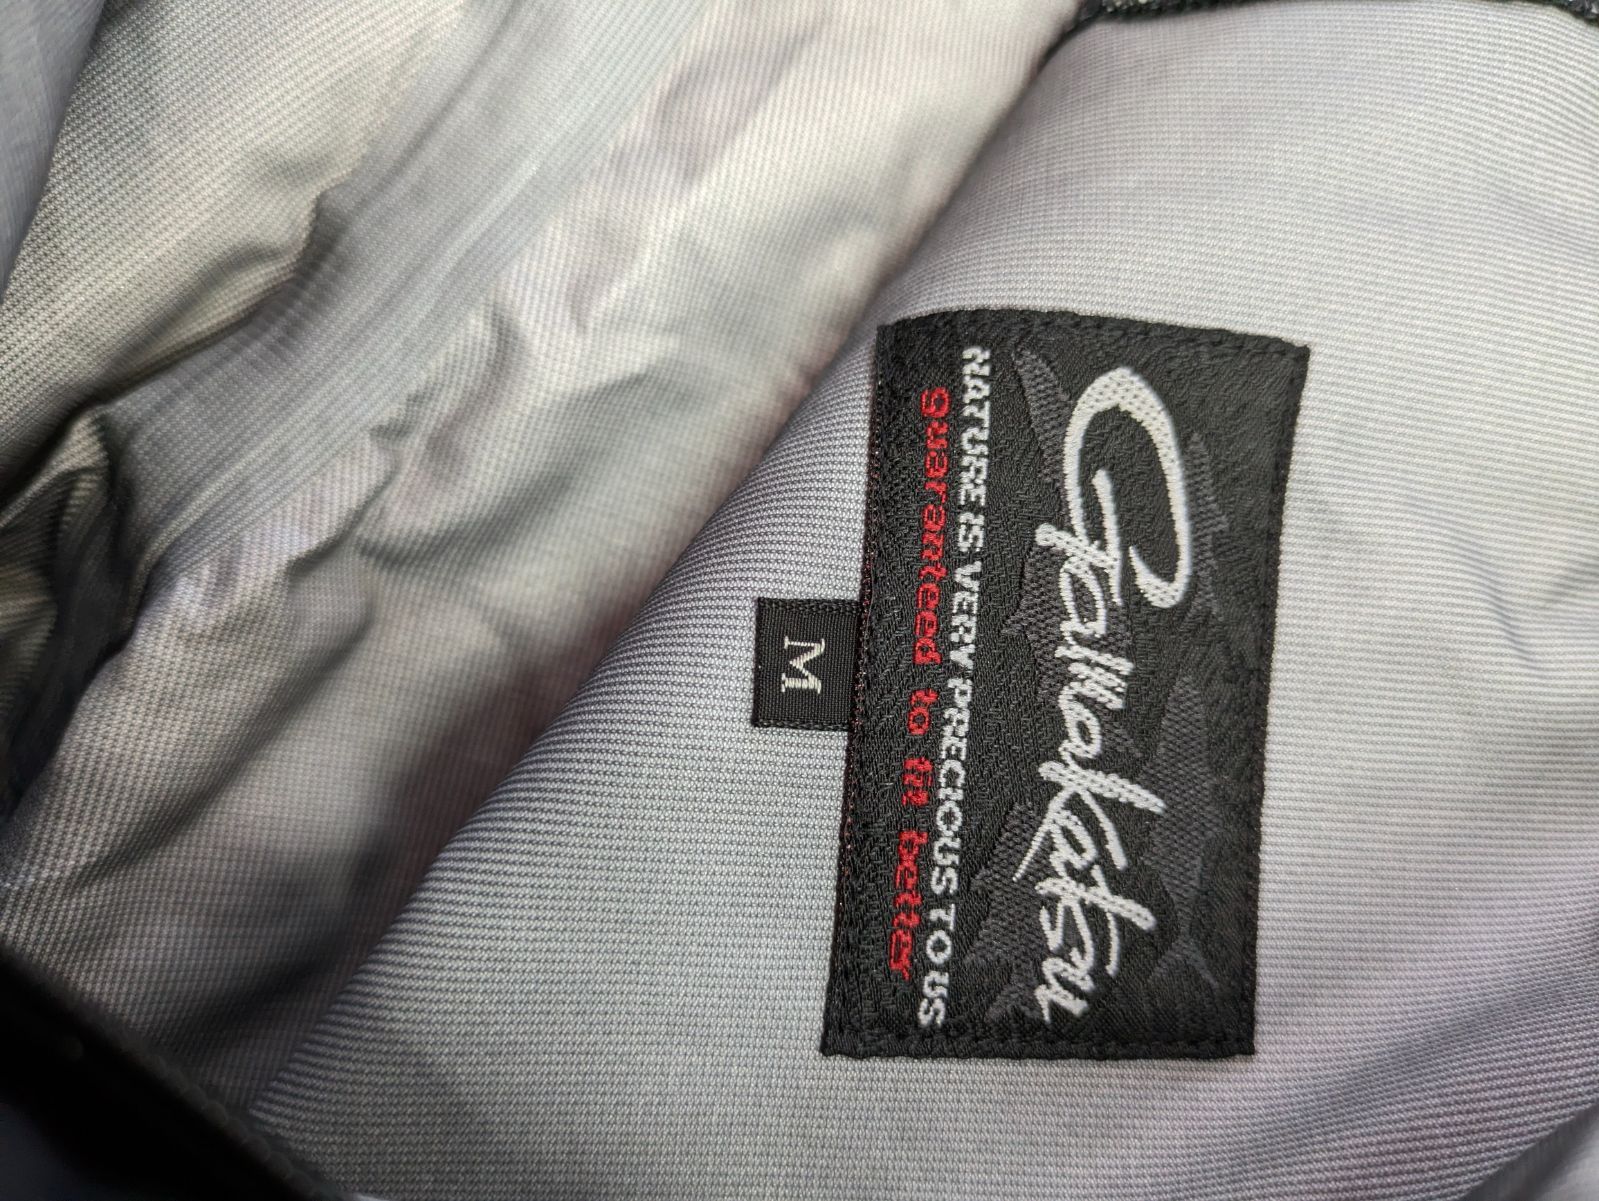 Gamakatsu
NATURE IS VERY PRECIOUS TO US
guaranteed to fit better
M